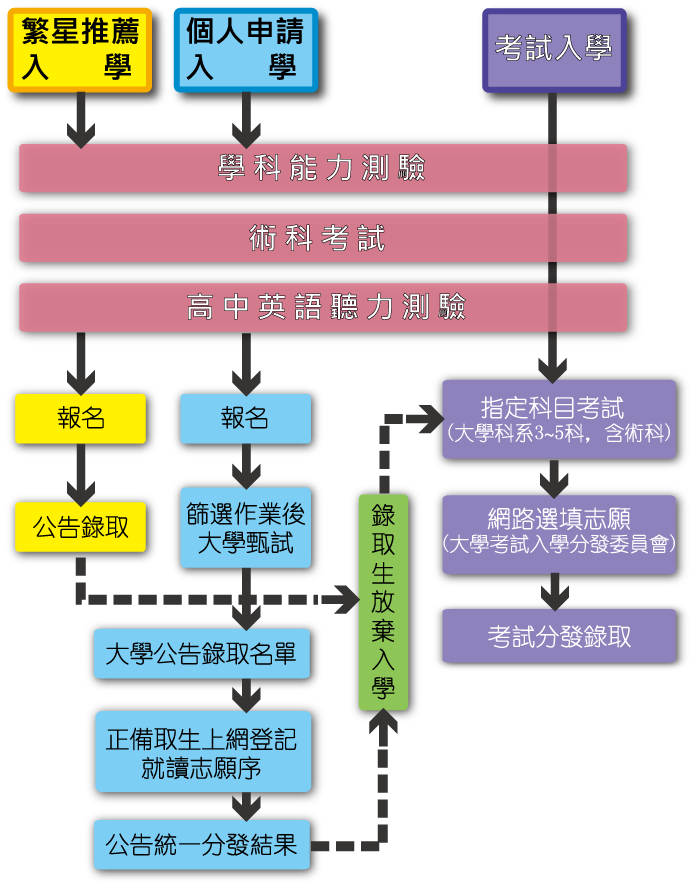 繁星推薦
入 學
個人申請
入 學
考試入學
學科能力測驗
術科考試
高中英語聽力測驗
報名
公告錄取
報名
篩選作業後
大學甄試
大學公告錄取名單
正備取生上網登記
就讀志願序
公告統一分發結果
錄取生放棄入學
指定科目考試
(大學科系3~5科，含術科)
網路選填志願
(大學考試入學分發委員會)
考試分發錄取